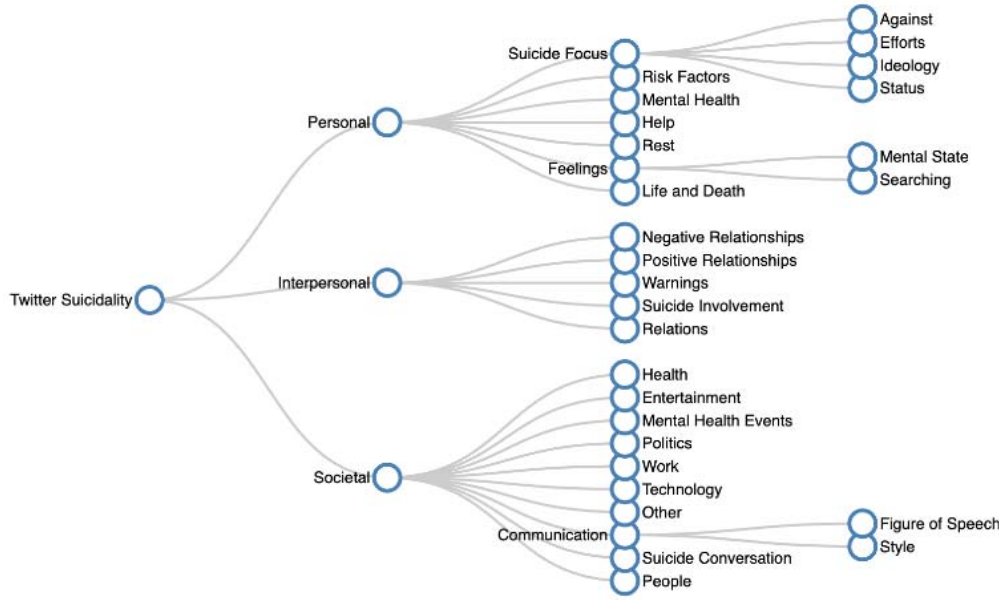 Twitter Suicidality
Personal
Suicide Focus
Against
Efforts
Ideology
Status
Risk Factors
Mental Health
Help
Rest
Feelings
Mental State
Searching
Life and Death
Interpersonal
Negative Relationships
Positive Relationships
Warnings
Suicide Involvement
Relations
Societal
Health
Entertainment
Mental Health Events
Politics
Work
Technology
Other
Communication
Figure of Speech
Style
Suicide Conversation
People